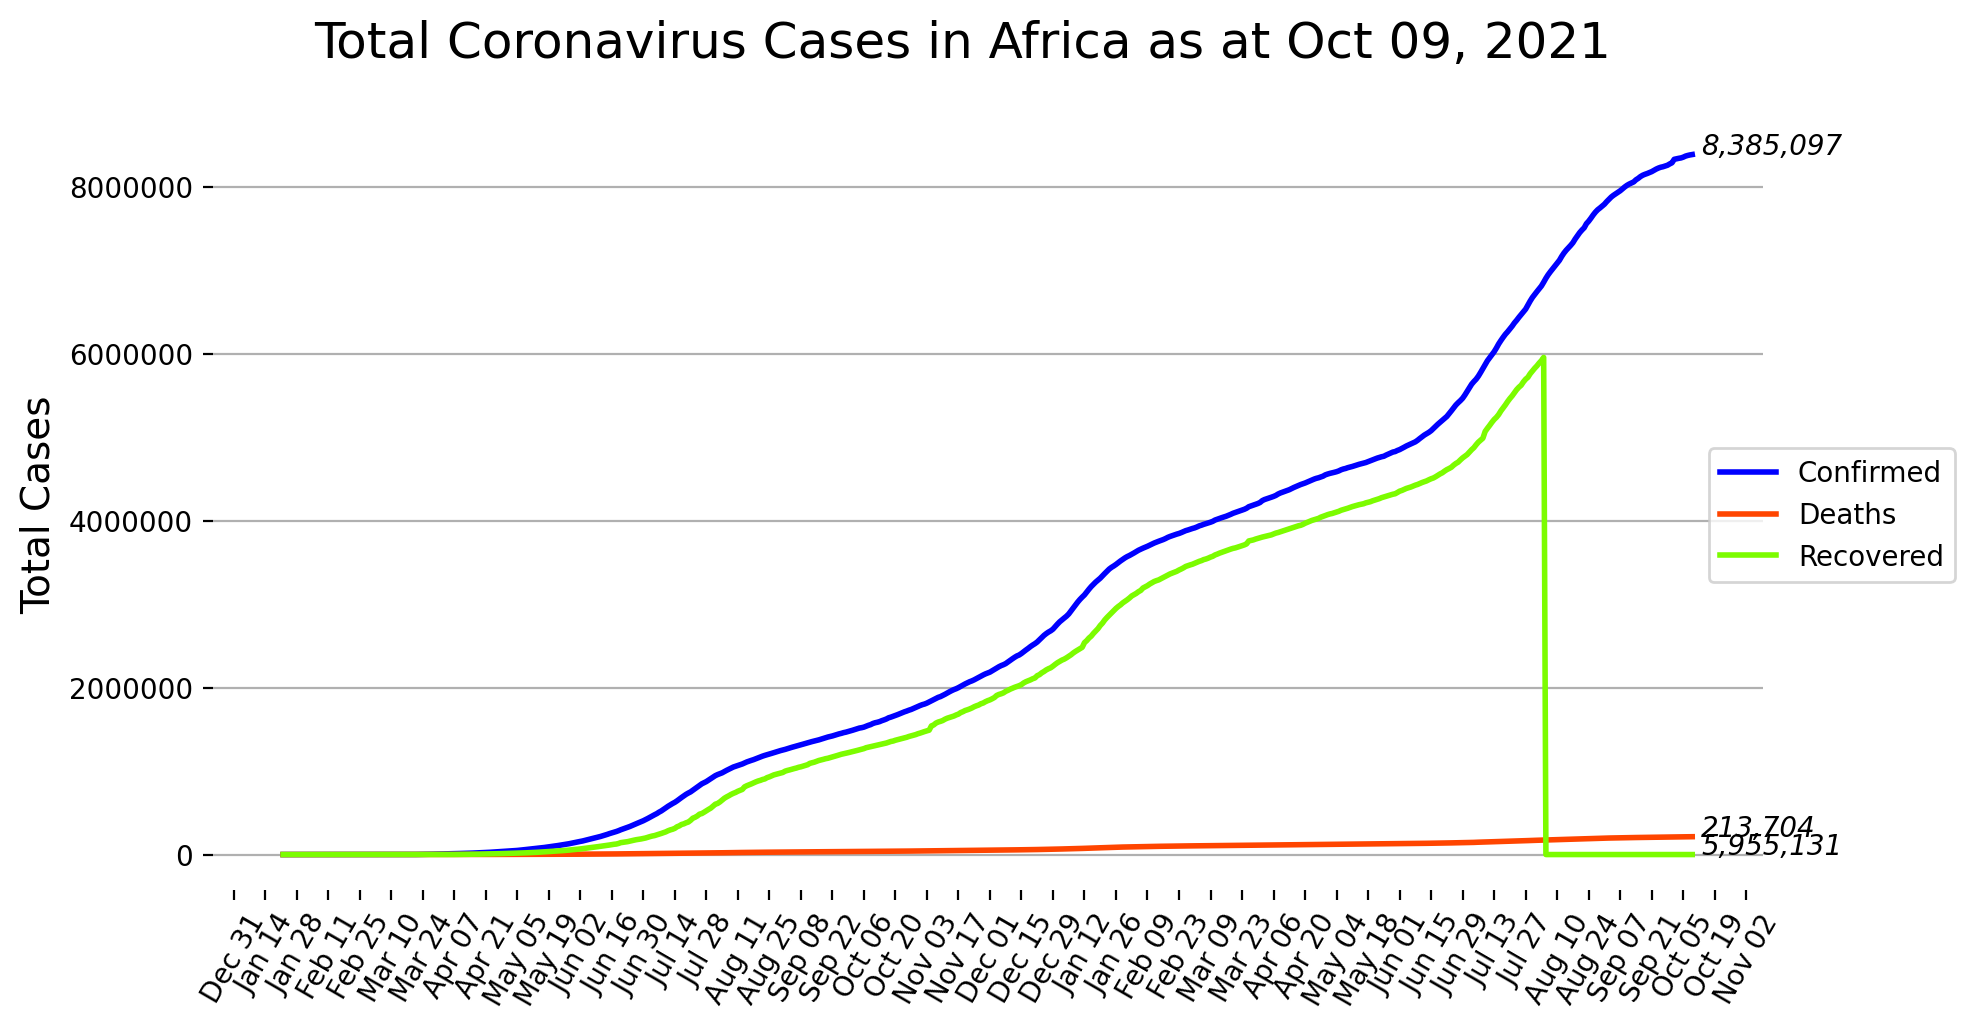 Total Coronavirus Cases in Africa as at Oct 09, 2021
Total Cases
8000000
6000000
4000000
2000000
0
8,385,097
213,704
5,955,131
Confirmed
Deaths
Recovered
Dec 31
Jan 14
Jan 28
Feb 11
Feb 25
Mar 10
Mar 24
Apr 07
Apr 21
May 05
May 19
Jun 02
Jun 16
Jun 30
Jul 14
Jul 28
Aug 11
Aug 25
Sep 08
Sep 22
Oct 06
Oct 20
Nov 03
Nov 17
Dec 01
Dec 15
Dec 29
Jan 12
Jan 26
Feb 09
Feb 23
Mar 09
Mar 23
Apr 06
Apr 20
May 04
May 18
Jun 01
Jun 15
Jun 29
Jul 13
Jul 27
Aug 10
Aug 24
Sep 07
Sep 21
Oct 05
Oct 19
Nov 02